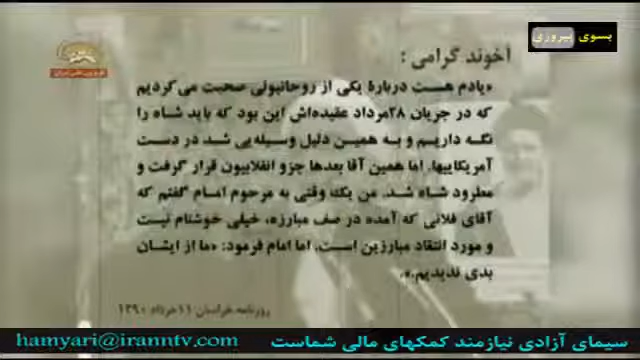 بسوی پیروزی
آخوند گرامی :
«یادم هست دربارهٔ یکی از روحانیونی صحبت می‌کردیم
که در جریان ۲۸مرداد عقیده‌اش این بود که باید شاه را
نگه داریم و به همین دلیل وسیله‌یی شد در دست
آمریکاییها. اما همین آقا بعدها جزو انقلابیون قرار گرفت و
مطرود شاه شد. من یک وقتی به مرحوم امام گفتم که
آقای فلانی که آمده در صف مبارزه، خیلی خوشنام نیست
و مورد انتقاد مبارزین است. اما امام فرمود: «ما از ایشان
بدی ندیدیم.».
روزنامه خراسان ۱۱خرداد ۱۳۹۰
سیمای آزادی نیازمند کمکهای مالی شماست hamyari@iranntv.com